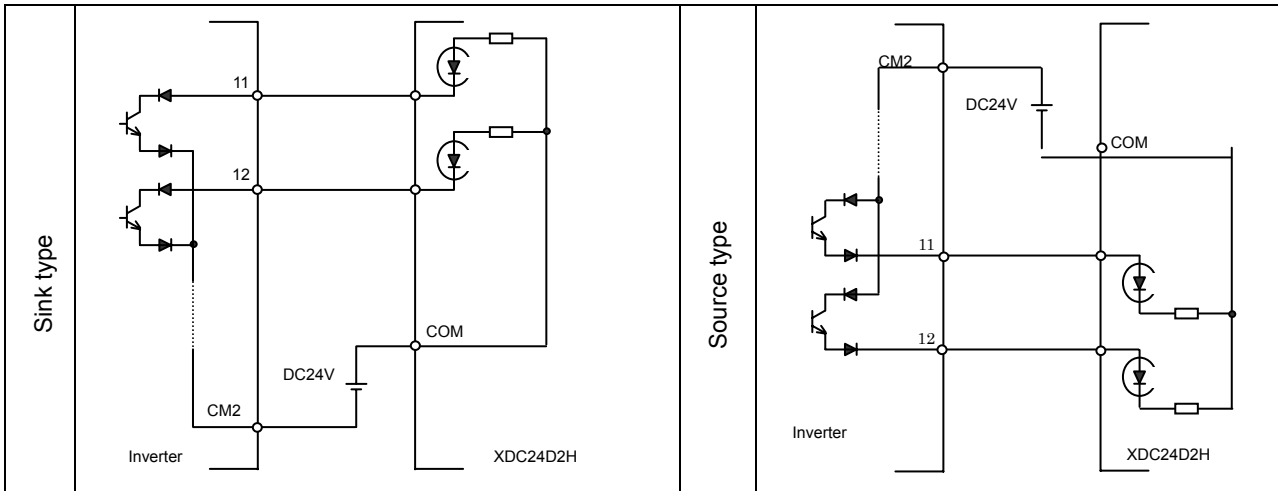 Sink type
11
12
COM
DC24V
CM2
Inverter
XDC24D2H
Source type
CM2
DC24V
COM
11
12
Inverter
XDC24D2H